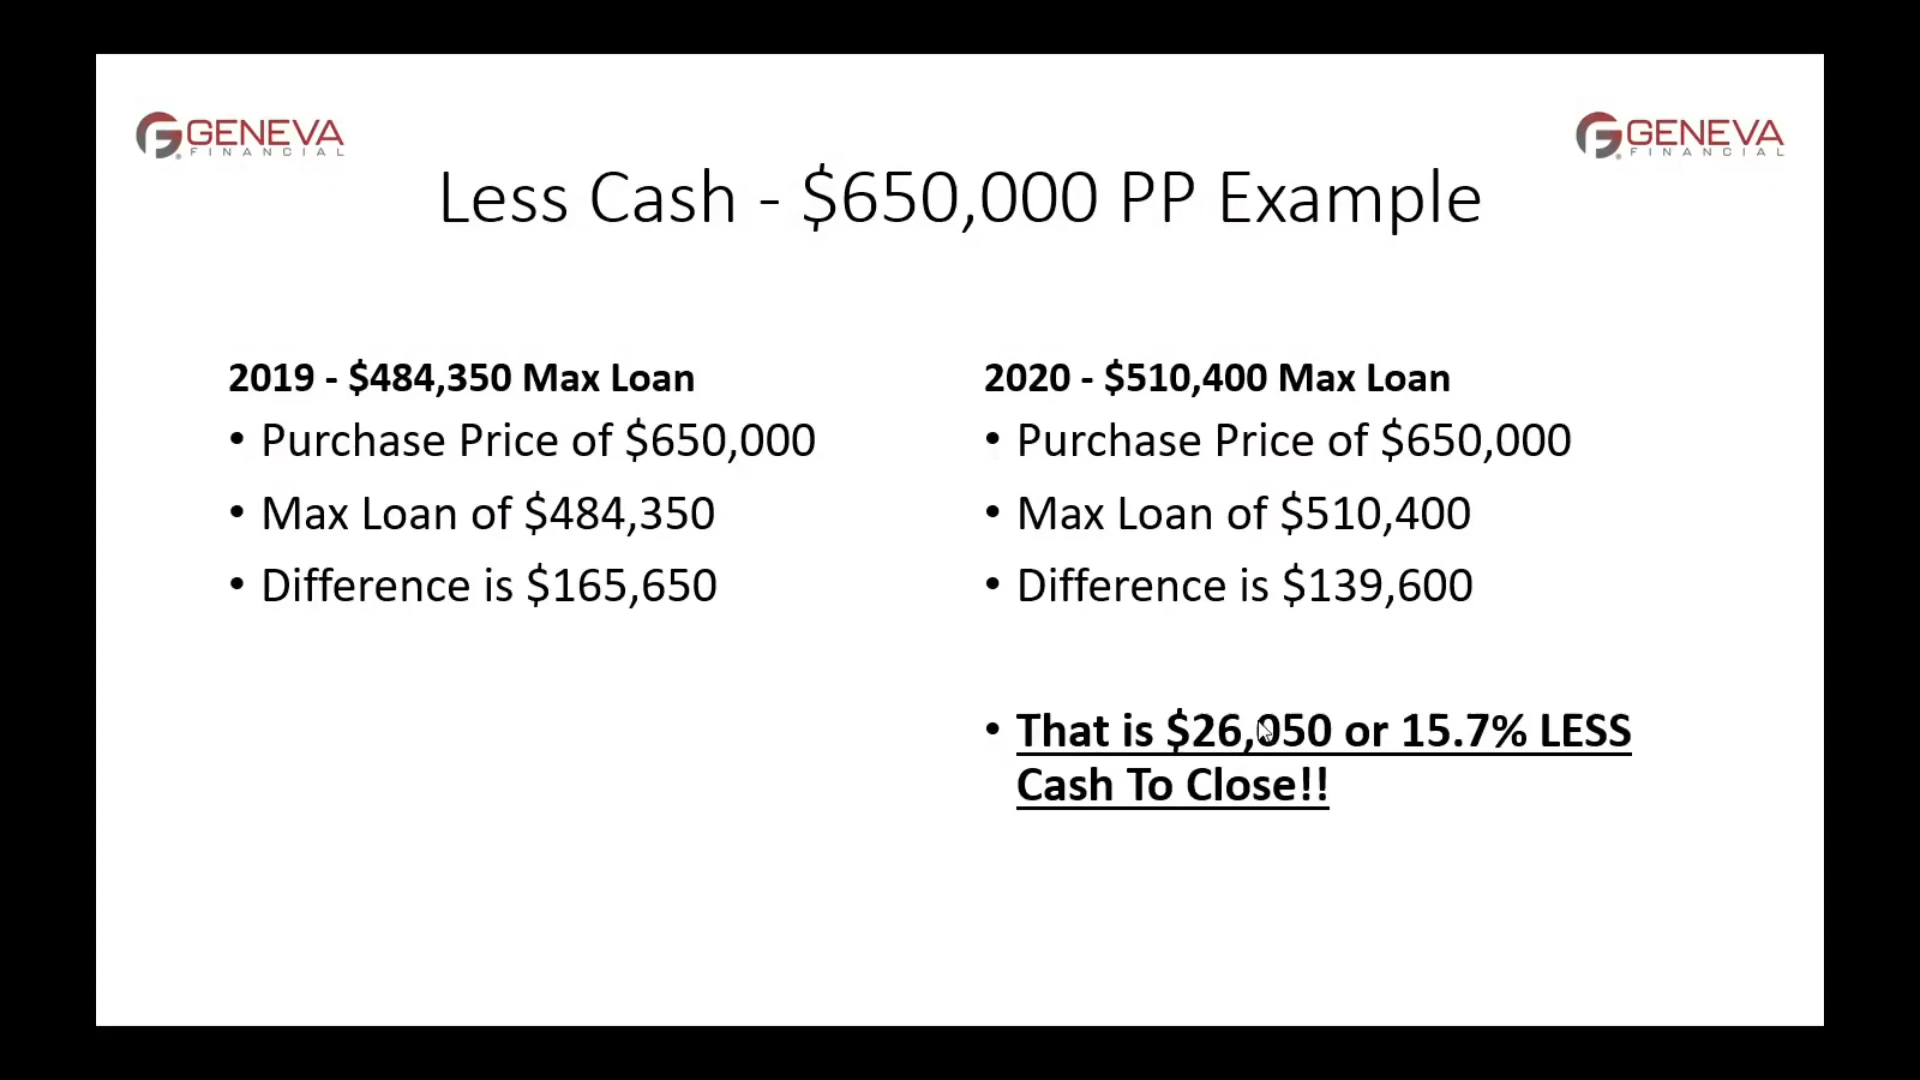 GENEVA
FINANCIAL
GENEVA
FINANCIAL
Less Cash - $650,000 PP Example
2019 - $484,350 Max Loan
• Purchase Price of $650,000
• Max Loan of $484,350
• Difference is $165,650
2020 - $510,400 Max Loan
• Purchase Price of $650,000
• Max Loan of $510,400
• Difference is $139,600
• That is $26,050 or 15.7% LESS
Cash To Close!!